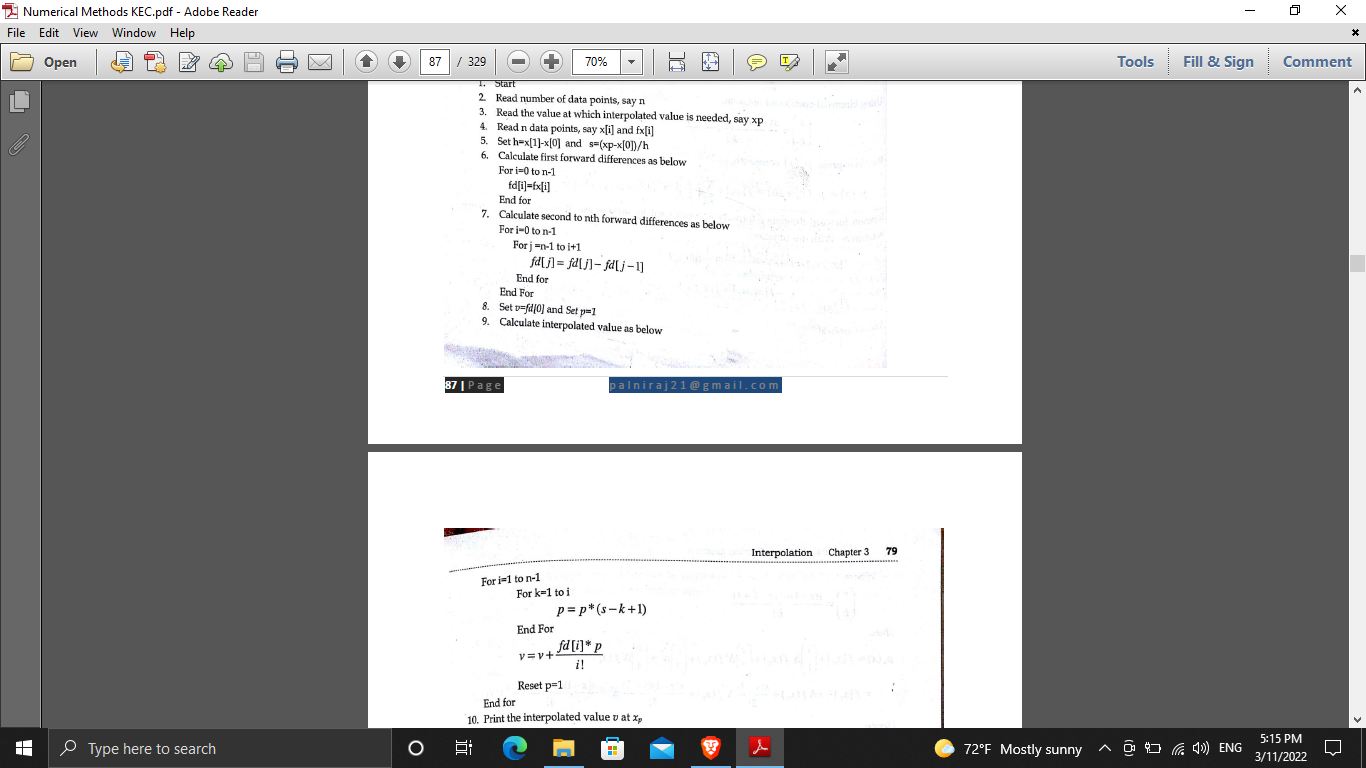 Numerical Methods KEC.pdf - Adobe Reader
File Edit View Window Help
Open 87 / 329 70% Tools Fill & Sign Comment
1. Start
2. Read number of data points, say n
3. Read the value at which interpolated value is needed, say xp
4. Read n data points, say x[i] and fx[i]
5. Set h=x[1]-x[0] and s=(xp-x[0])/h
6. Calculate first forward differences as below
For i=0 to n-1
fd[i]=fx[i]
End for
7. Calculate second to nth forward differences as below
For i=0 to n-1
For j =n-1 to i+1
fd[j]= fd[j]− fd[j−1]
End for
End For
8. Set v=fd[0] and Set p=1
9. Calculate interpolated value as below
87 | Page palniraj21@gmail.com
Interpolation Chapter 3 79
For i=1 to n-1
For k=1 to i
p = p*(s−k+1)
End For
v = v + fd[i]* p / i!
Reset p=1
End for
10. Print the interpolated value v at xp
Type here to search
72°F Mostly sunny ENG
5:15 PM
3/11/2022